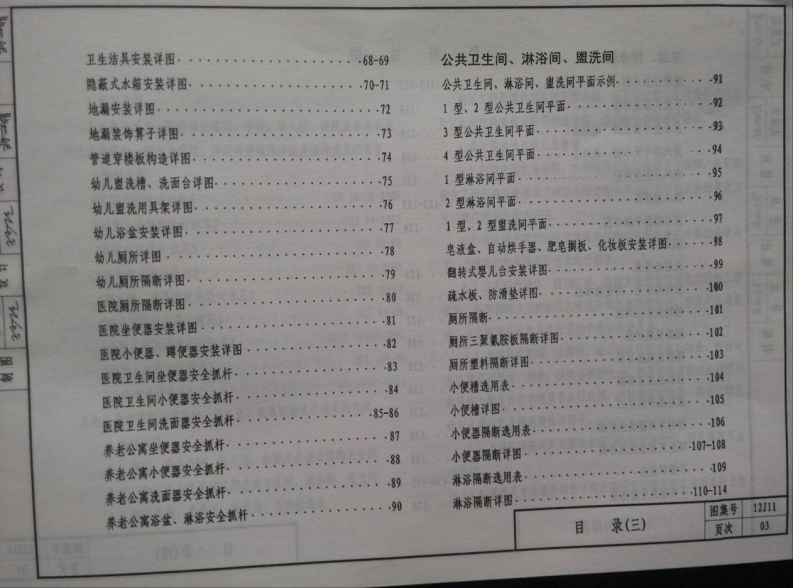 卫生洁具安装详图 68-69
隐蔽式水箱安装详图 70-71
地漏安装详图 72
地漏装饰箅子详图 73
管道穿楼板构造详图 74
幼儿盥洗槽、洗面台详图 75
幼儿盥洗用具架详图 76
幼儿浴盆安装详图 77
幼儿厕所详图 78
幼儿厕所隔断详图 79
医院厕所隔断详图 80
医院坐便器安装详图 81
医院小便器、蹲便器安装详图 82
医院卫生间坐便器安全抓杆 83
医院卫生间小便器安全抓杆 84
医院卫生间洗面器安全抓杆 85-86
养老公寓坐便器安全抓杆 87
养老公寓小便器安全抓杆 88
养老公寓洗面器安全抓杆 89
养老公寓浴盆、淋浴安全抓杆 90
公共卫生间、淋浴间、盥洗间
公共卫生间、淋浴间、盥洗间平面示例 91
1型、2型公共卫生间平面 92
3型公共卫生间平面 93
4型公共卫生间平面 94
1型淋浴间平面 95
2型淋浴间平面 96
1型、2型盥洗间平面 97
皂液盒、自动烘手器、肥皂搁板、化妆板安装详图 98
翻转式婴儿台安装详图 99
疏水板、防滑垫详图 100
厕所隔断 101
厕所三聚氰胺板隔断详图 102
厕所塑料隔断详图 103
小便槽选用表 104
小便槽详图 105
小便器隔断选用表 106
小便器隔断详图 107-108
淋浴隔断选用表 109
淋浴隔断详图 110-114
目 录(三)
图集号 12J11
页次 03